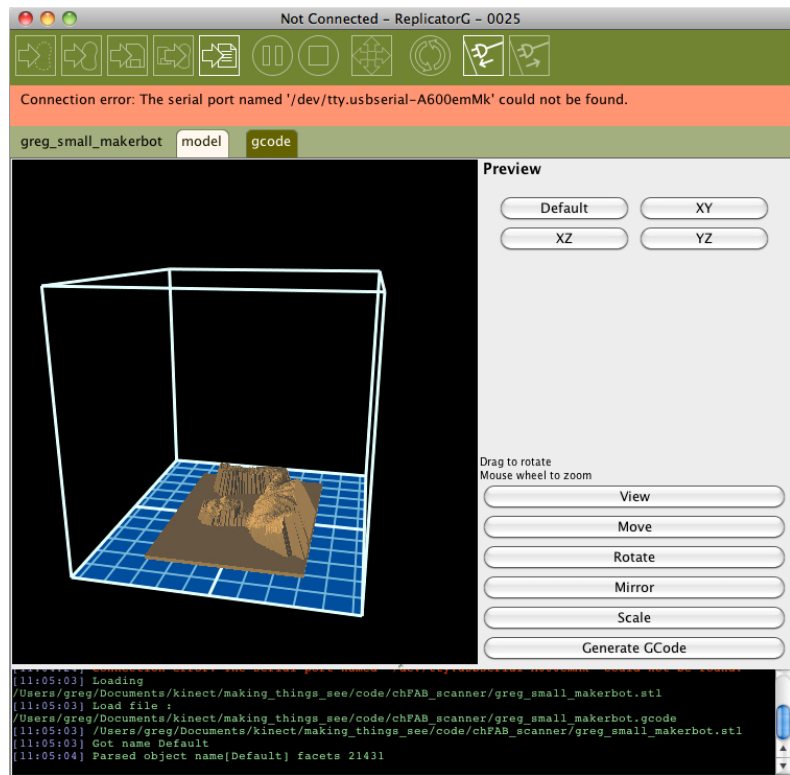 Not Connected - ReplicatorG - 0025
Connection error: The serial port named '/dev/tty.usbserial-A600emMk' could not be found.
greg_small_makerbot model gcode
Preview
Default XY
XZ YZ
Drag to rotate
Mouse wheel to zoom
View
Move
Rotate
Mirror
Scale
Generate GCode
[11:05:03] Loading
/Users/greg/Documents/kinect/making_things_see/code/chFAB_scanner/greg_small_makerbot.stl
[11:05:03] Load file :
/Users/greg/Documents/kinect/making_things_see/code/chFAB_scanner/greg_small_makerbot.gcode
[11:05:03] /Users/greg/Documents/kinect/making_things_see/code/chFAB_scanner/greg_small_makerbot.stl
[11:05:03] Got name Default
[11:05:04] Parsed object name[Default] facets 21431